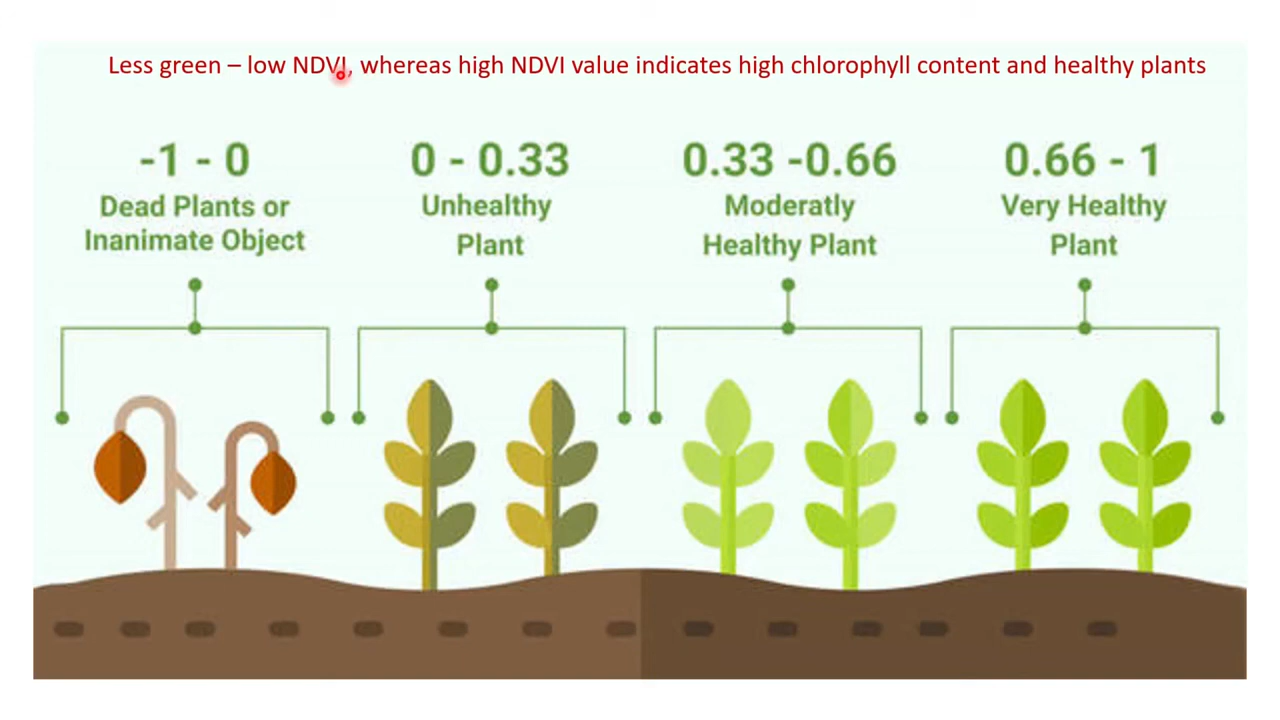 Less green – low NDVI, whereas high NDVI value indicates high chlorophyll content and healthy plants
-1 - 0
Dead Plants or
Inanimate Object
0 - 0.33
Unhealthy
Plant
0.33 -0.66
Moderatly
Healthy Plant
0.66 - 1
Very Healthy
Plant